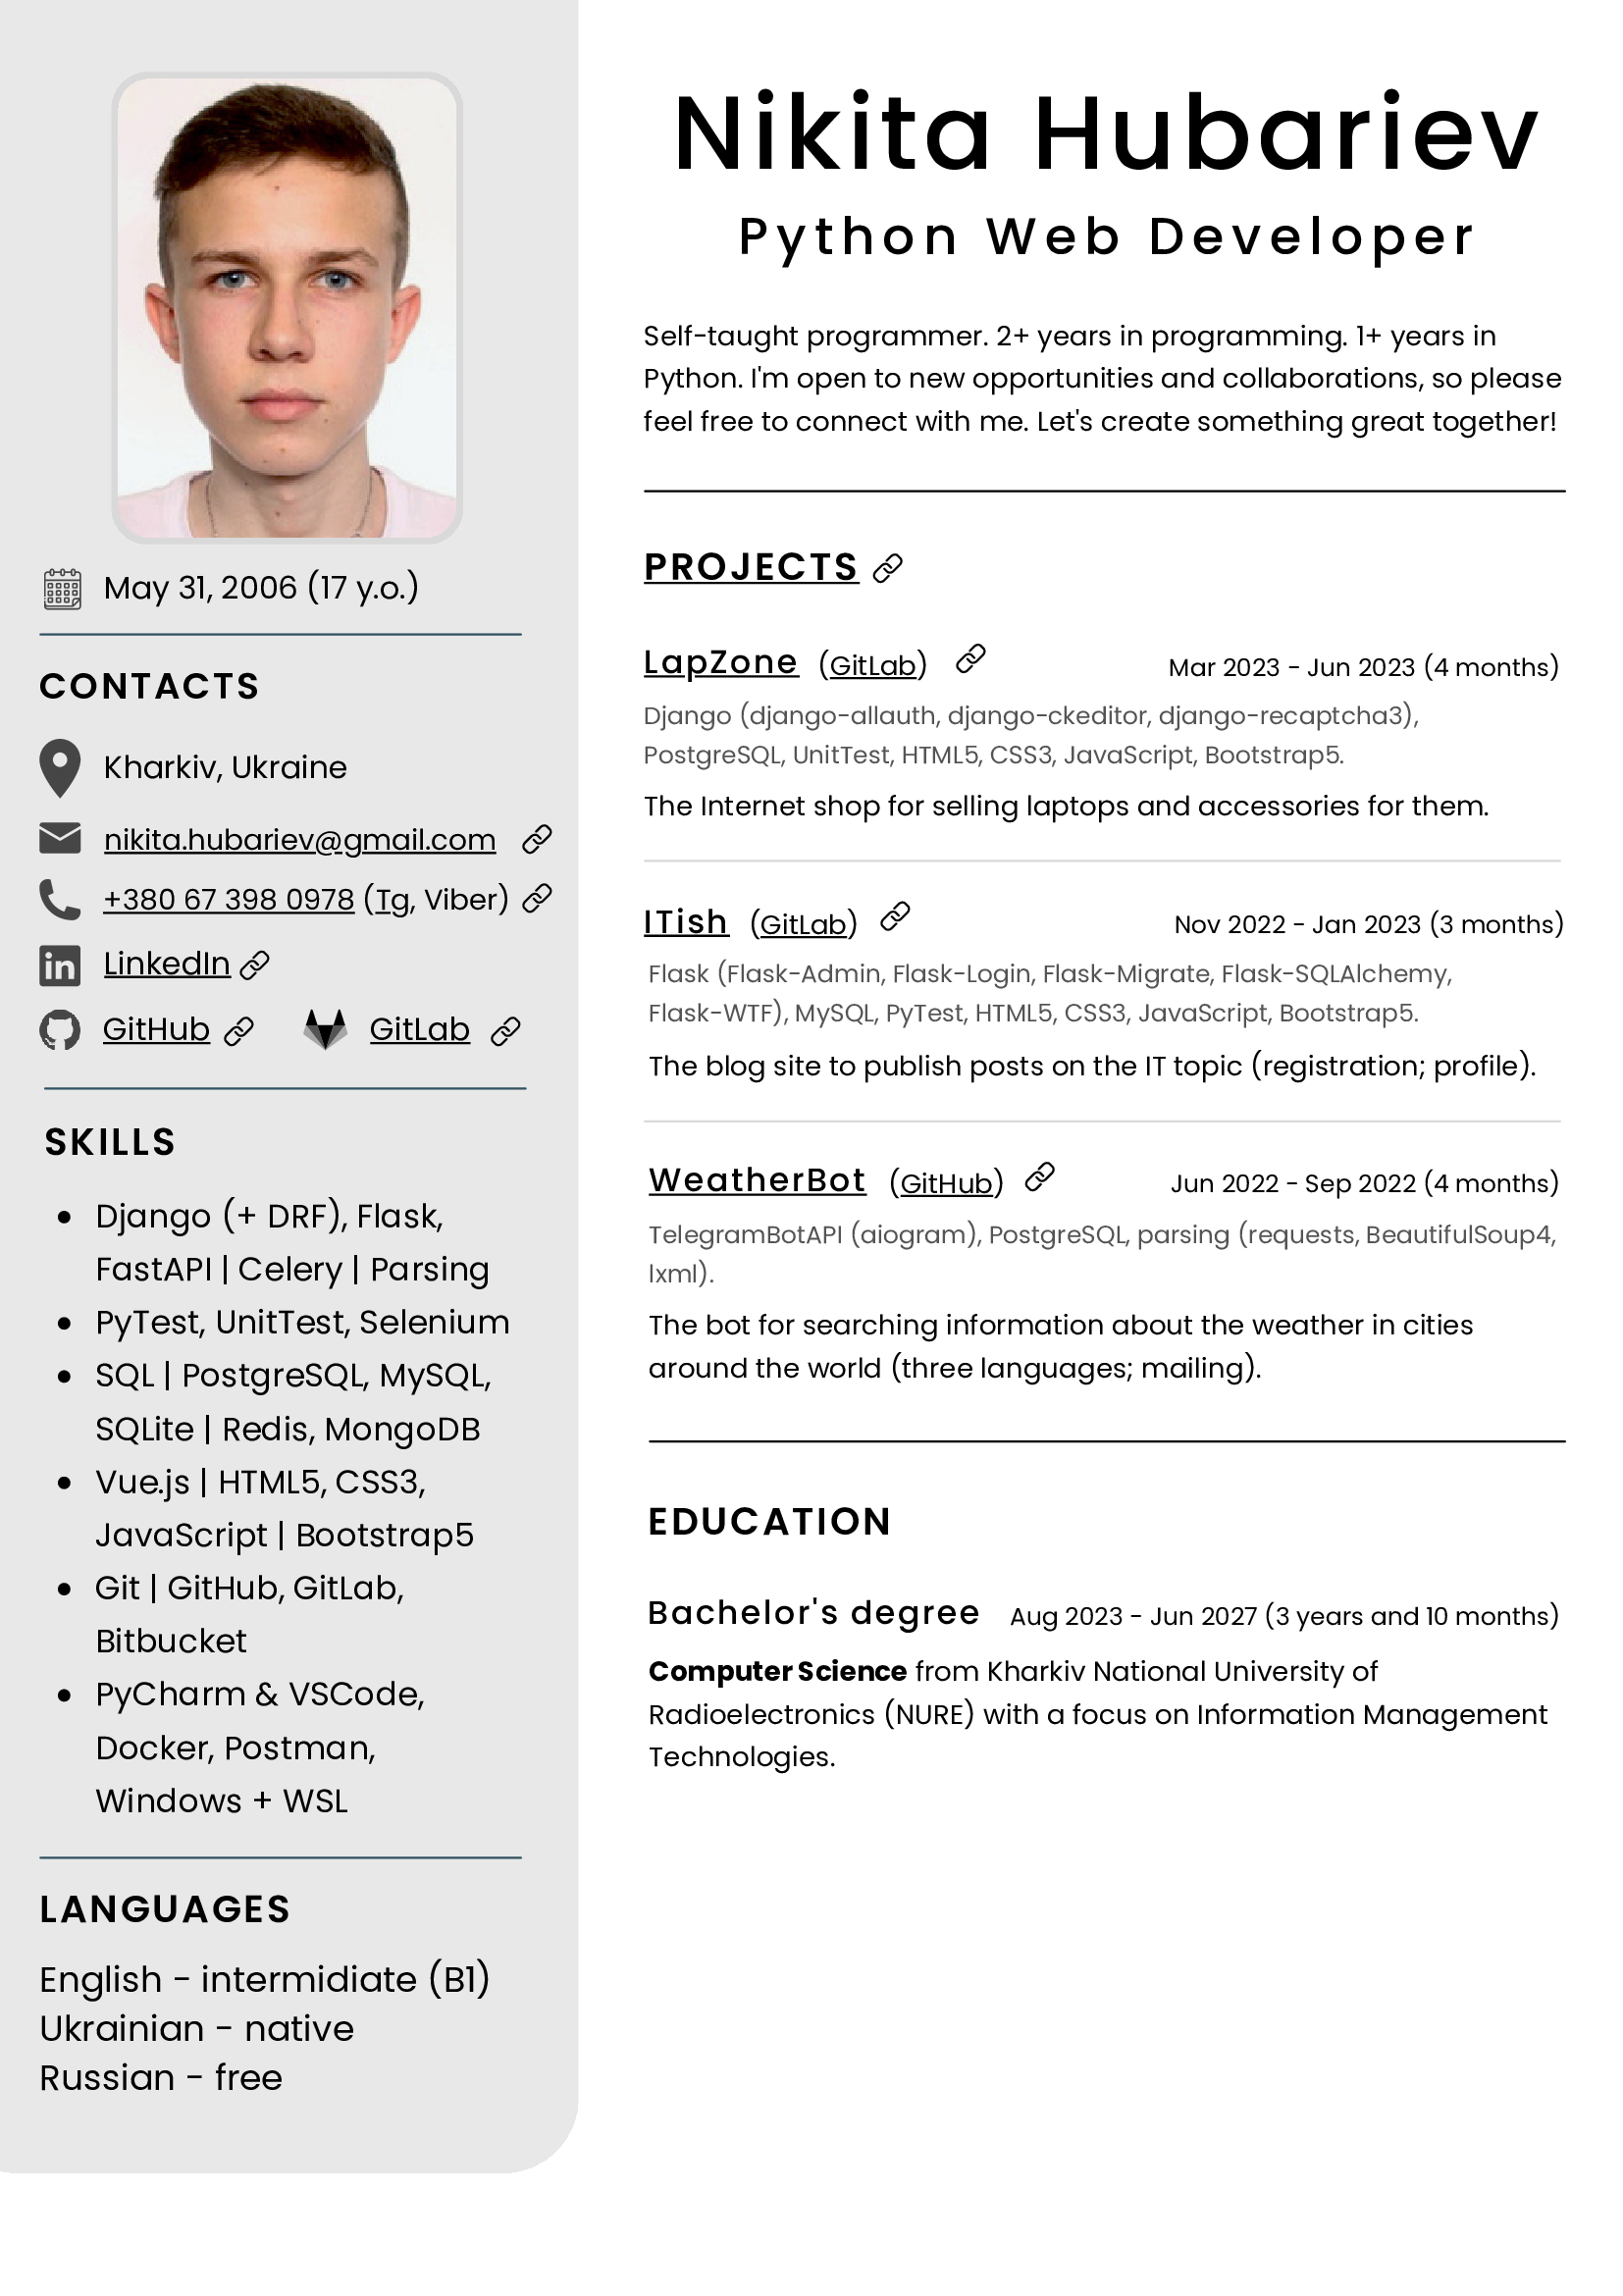 Nikita Hubariev
Python Web Developer
Self-taught programmer. 2+ years in programming. 1+ years in
Python. I'm open to new opportunities and collaborations, so please
feel free to connect with me. Let's create something great together!
May 31, 2006 (17 y.o.)
CONTACTS
Kharkiv, Ukraine
nikita.hubariev@gmail.com
+380 67 398 0978 (Tg, Viber)
LinkedIn
GitHub GitLab
SKILLS
• Django (+ DRF), Flask,
FastAPI | Celery | Parsing
• PyTest, UnitTest, Selenium
• SQL | PostgreSQL, MySQL,
SQLite | Redis, MongoDB
• Vue.js | HTML5, CSS3,
JavaScript | Bootstrap5
• Git | GitHub, GitLab,
Bitbucket
• PyCharm & VSCode,
Docker, Postman,
Windows + WSL
LANGUAGES
English - intermidiate (B1)
Ukrainian - native
Russian - free
PROJECTS
LapZone (GitLab) Mar 2023 - Jun 2023 (4 months)
Django (django-allauth, django-ckeditor, django-recaptcha3),
PostgreSQL, UnitTest, HTML5, CSS3, JavaScript, Bootstrap5.
The Internet shop for selling laptops and accessories for them.
ITish (GitLab) Nov 2022 - Jan 2023 (3 months)
Flask (Flask-Admin, Flask-Login, Flask-Migrate, Flask-SQLAlchemy,
Flask-WTF), MySQL, PyTest, HTML5, CSS3, JavaScript, Bootstrap5.
The blog site to publish posts on the IT topic (registration; profile).
WeatherBot (GitHub) Jun 2022 - Sep 2022 (4 months)
TelegramBotAPI (aiogram), PostgreSQL, parsing (requests, BeautifulSoup4,
lxml).
The bot for searching information about the weather in cities
around the world (three languages; mailing).
EDUCATION
Bachelor's degree Aug 2023 - Jun 2027 (3 years and 10 months)
Computer Science from Kharkiv National University of
Radioelectronics (NURE) with a focus on Information Management
Technologies.